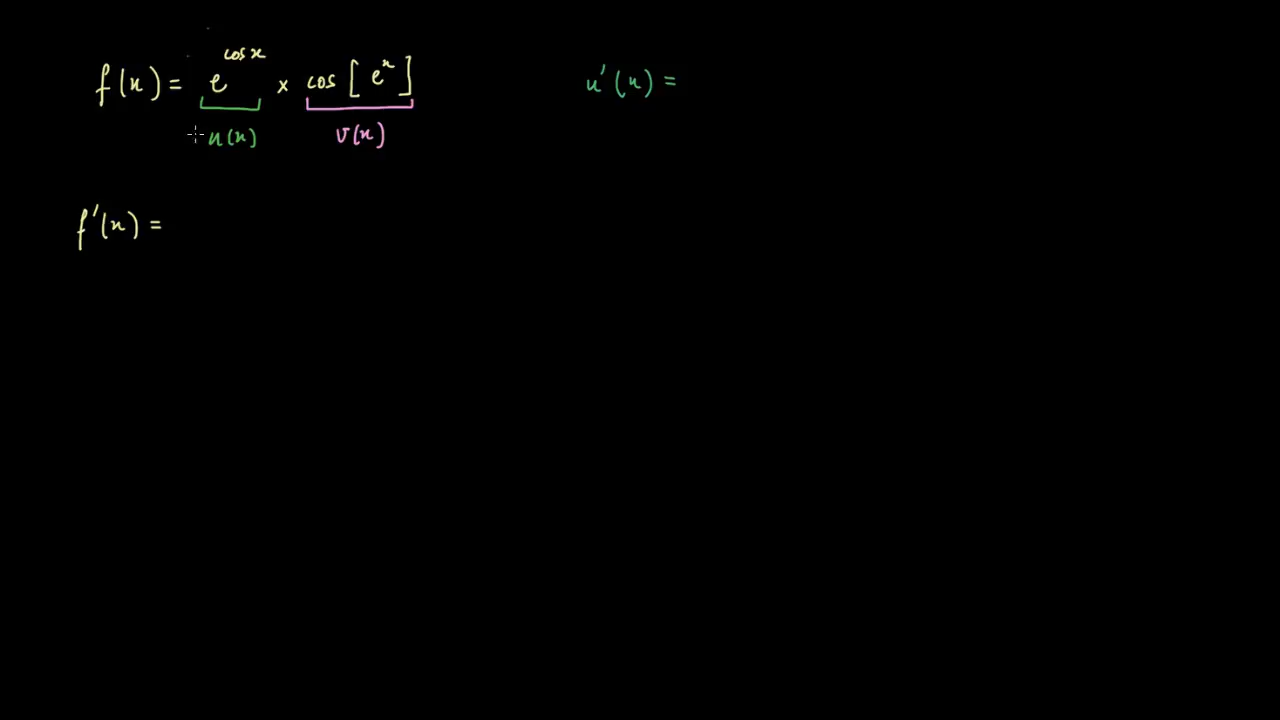 f(x) = e^{cos x} × cos [ e^x ] u'(x) =
u(x) v(x)
f'(x) =